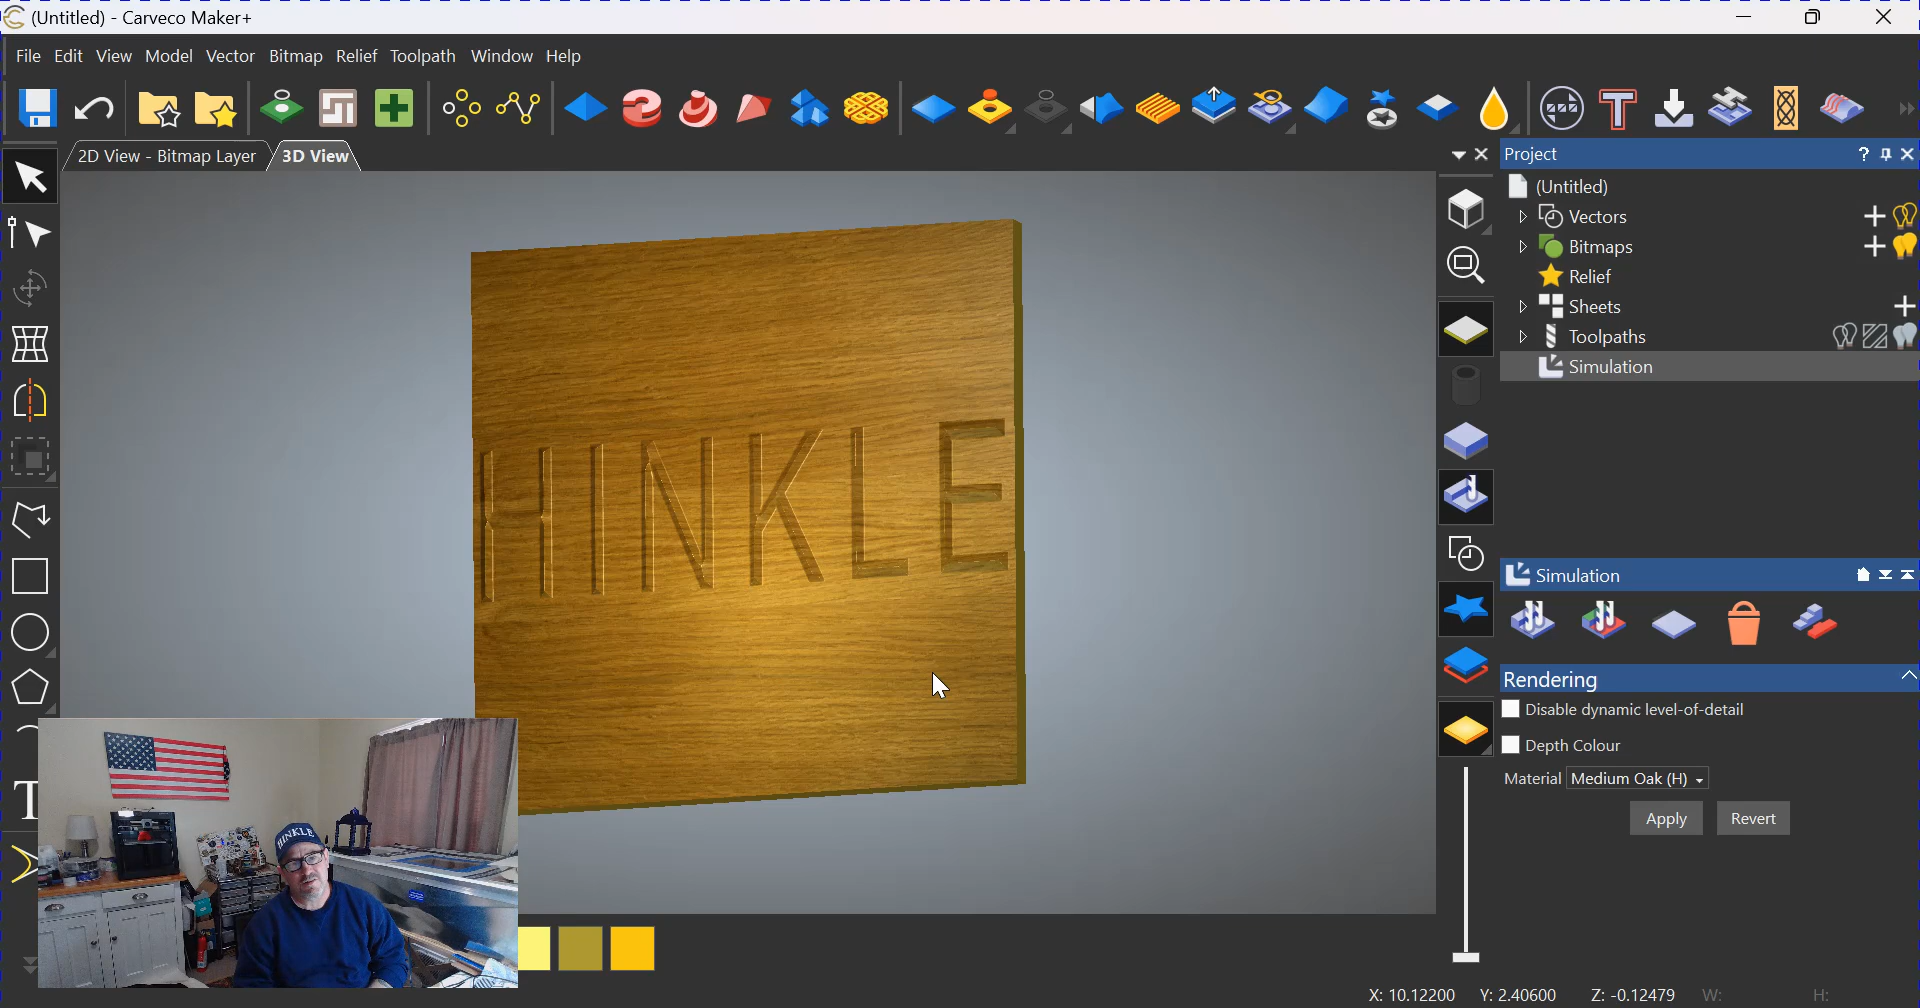 (Untitled) - Carveco Maker+
File Edit View Model Vector Bitmap Relief Toolpath Window Help
2D View - Bitmap Layer
3D View
Project
(Untitled)
Vectors
Bitmaps
Relief
Sheets
Toolpaths
Simulation
HINKLE
Simulation
Rendering
Disable dynamic level-of-detail
Depth Colour
Material Medium Oak (H)
Apply Revert
HINKLE
X: 10.12200 Y: 2.40600 Z: -0.12479 W: H: